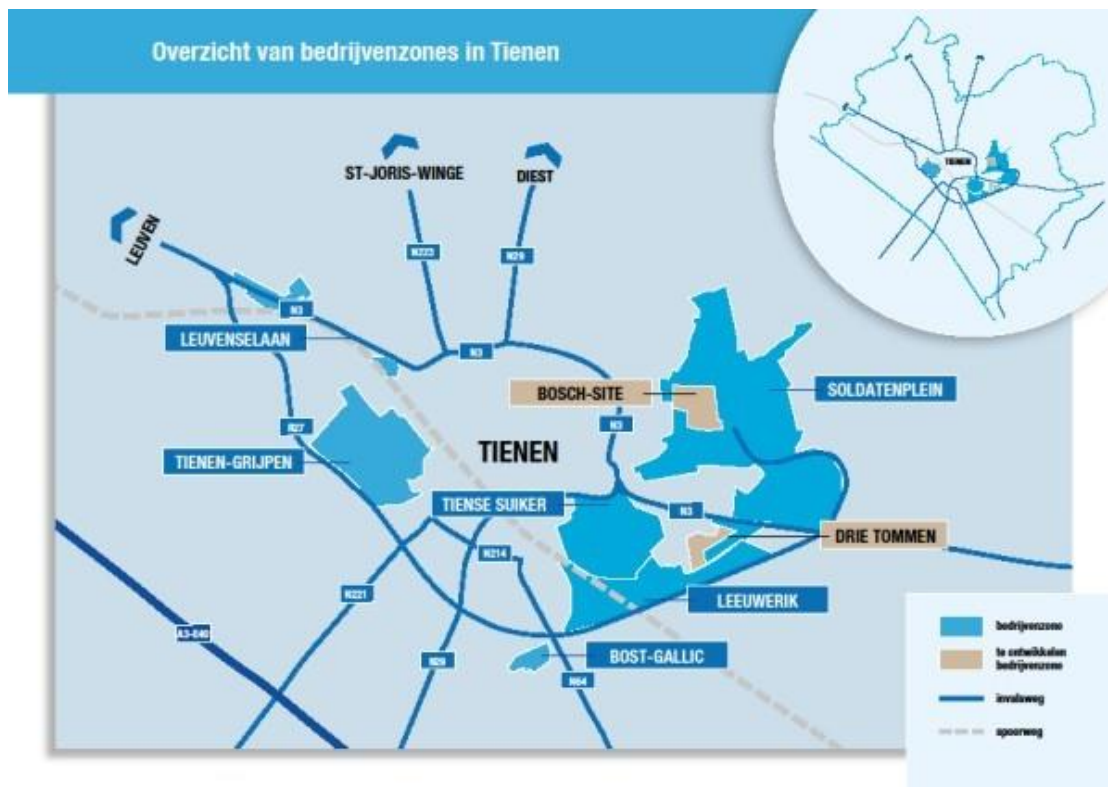 Overzicht van bedrijvenzones in Tienen
TIENEN
ST-JORIS-WINGE
DIEST
LEUVEN
N223
N29
N3
LEUVENSELAAN
N3
BOSCH-SITE
SOLDATENPLEIN
N27
N3
TIENEN
TIENEN-GRIJPEN
TIENSE SUIKER
N3
DRIE TOMMEN
N214
N221
LEEUWERIK
A3-E40
BOST-GALLIC
N29
N64
bedrijvenzone
te ontwikkelen
bedrijvenzone
invalsweg
spoorweg